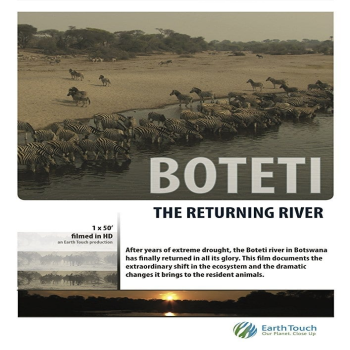 BOTETI
THE RETURNING RIVER
1 x 50'
filmed in HD
an Earth Touch production
After years of extreme drought, the Boteti river in Botswana
has finally returned in all its glory. This film documents the
extraordinary shift in the ecosystem and the dramatic
changes it brings to the resident animals.
EarthTouch
Our Planet. Close Up